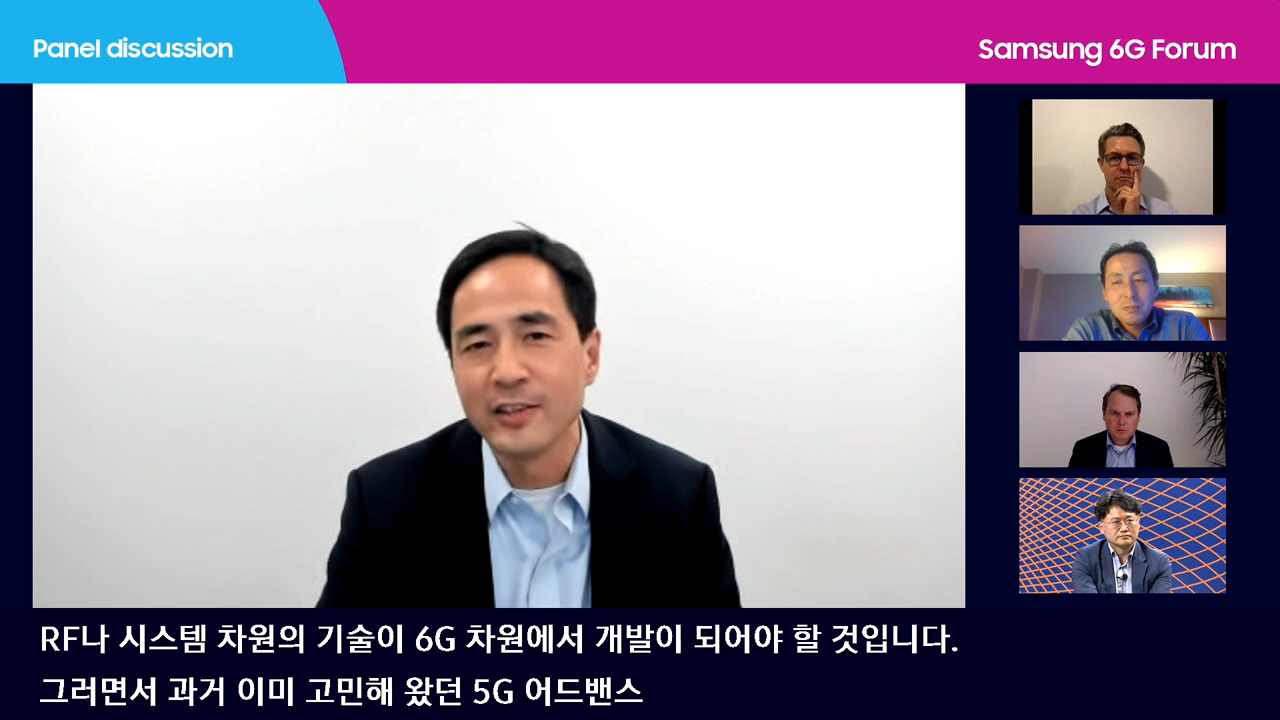 Panel discussion
Samsung 6G Forum
RF나 시스템 차원의 기술이 6G 차원에서 개발이 되어야 할 것입니다.
그러면서 과거 이미 고민해 왔던 5G 어드밴스